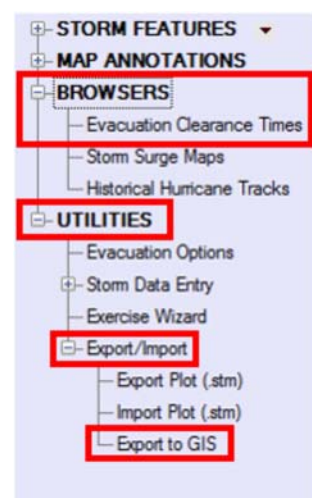 STORM FEATURES
MAP ANNOTATIONS
BROWSERS
Evacuation Clearance Times
Storm Surge Maps
Historical Hurricane Tracks
UTILITIES
Evacuation Options
Storm Data Entry
Exercise Wizard
Export/Import
Export Plot (.stm)
Import Plot (.stm)
Export to GIS